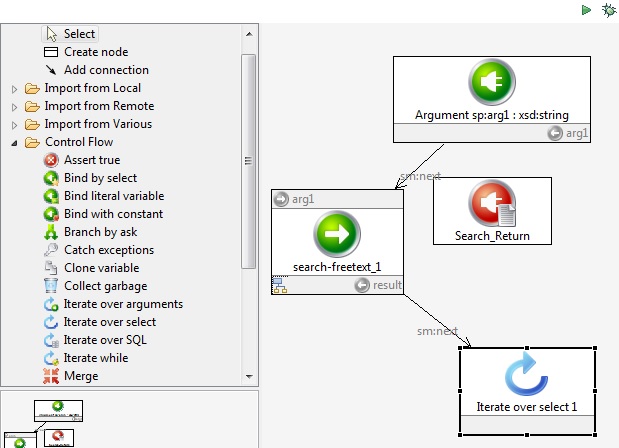 Select
Create node
Add connection
Import from Local
Import from Remote
Import from Various
Control Flow
Assert true
Bind by select
Bind literal variable
Bind with constant
Branch by ask
Catch exceptions
Clone variable
Collect garbage
Iterate over arguments
Iterate over select
Iterate over SQL
Iterate while
Merge
Argument sp:arg1 : xsd:string
arg1
sm:next
arg1
search-freetext_1
result
Search_Return
sm:next
Iterate over select 1